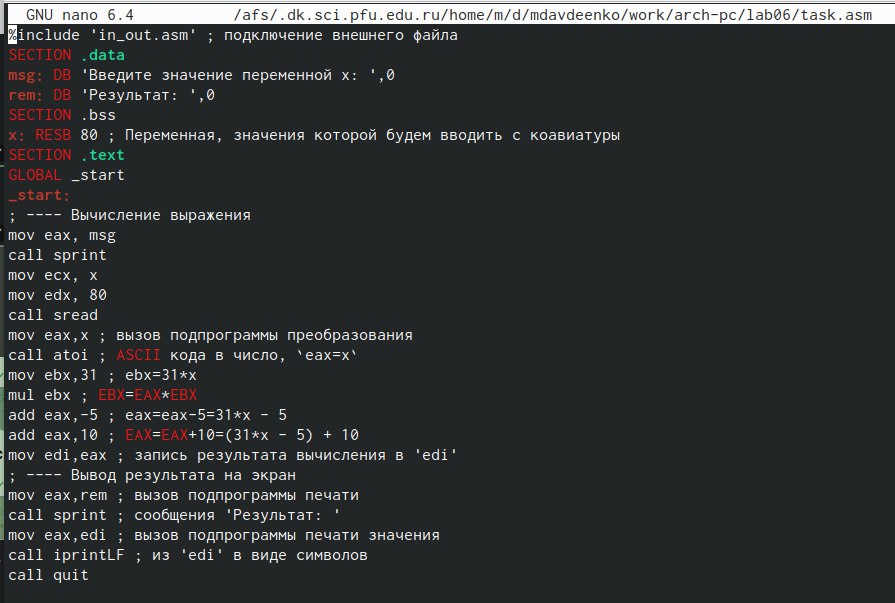 GNU nano 6.4 /afs/.dk.sci.pfu.edu.ru/home/m/d/mdavdeenko/work/arch-pc/lab06/task.asm
%include 'in_out.asm' ; подключение внешнего файла
SECTION .data
msg: DB 'Введите значение переменной x: ',0
rem: DB 'Результат: ',0
SECTION .bss
x: RESB 80 ; Переменная, значения которой будем вводить с коавиатуры
SECTION .text
GLOBAL _start
_start:
; ---- Вычисление выражения
mov eax, msg
call sprint
mov ecx, x
mov edx, 80
call sread
mov eax,x ; вызов подпрограммы преобразования
call atoi ; ASCII кода в число, `eax=x`
mov ebx,31 ; ebx=31*x
mul ebx ; EBX=EAX*EBX
add eax,-5 ; eax=eax-5=31*x - 5
add eax,10 ; EAX=EAX+10=(31*x - 5) + 10
mov edi,eax ; запись результата вычисления в 'edi'
; ---- Вывод результата на экран
mov eax,rem ; вызов подпрограммы печати
call sprint ; сообщения 'Результат: '
mov eax,edi ; вызов подпрограммы печати значения
call iprintLF ; из 'edi' в виде символов
call quit